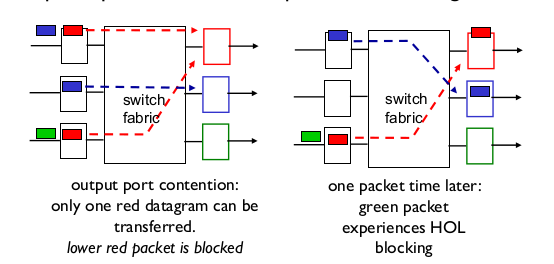 switch
fabric
output port contention:
only one red datagram can be
transferred.
lower red packet is blocked
switch
fabric
one packet time later:
green packet
experiences HOL
blocking